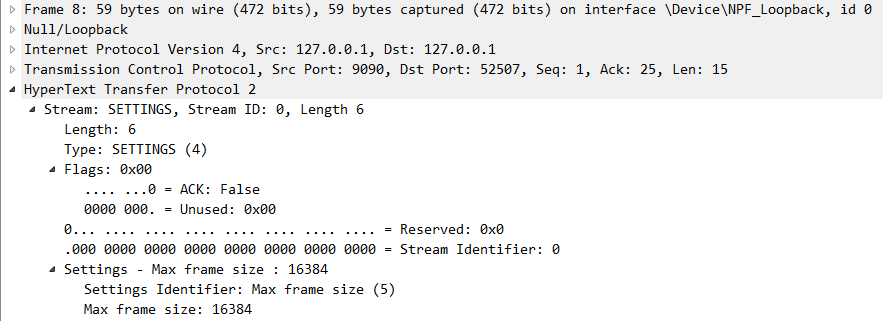 Frame 8: 59 bytes on wire (472 bits), 59 bytes captured (472 bits) on interface \Device\NPF_Loopback, id 0
Null/Loopback
Internet Protocol Version 4, Src: 127.0.0.1, Dst: 127.0.0.1
Transmission Control Protocol, Src Port: 9090, Dst Port: 52507, Seq: 1, Ack: 25, Len: 15
HyperText Transfer Protocol 2
Stream: SETTINGS, Stream ID: 0, Length 6
Length: 6
Type: SETTINGS (4)
Flags: 0x00
.... ...0 = ACK: False
0000 000. = Unused: 0x00
0... .... .... .... .... .... .... .... = Reserved: 0x0
.000 0000 0000 0000 0000 0000 0000 0000 = Stream Identifier: 0
Settings - Max frame size : 16384
Settings Identifier: Max frame size (5)
Max frame size: 16384